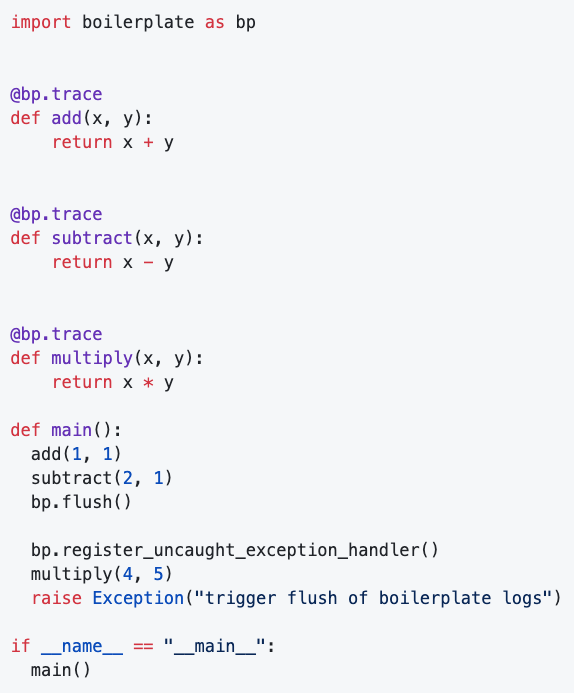 import boilerplate as bp


@bp.trace
def add(x, y):
    return x + y


@bp.trace
def subtract(x, y):
    return x − y


@bp.trace
def multiply(x, y):
    return x * y

def main():
  add(1, 1)
  subtract(2, 1)
  bp.flush()

  bp.register_uncaught_exception_handler()
  multiply(4, 5)
  raise Exception("trigger flush of boilerplate logs")

if __name__ == "__main__":
  main()